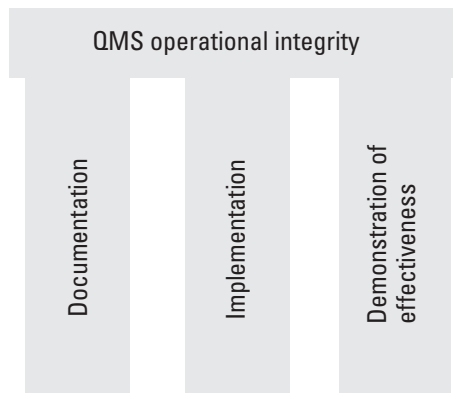 QMS operational integrity
Documentation
Implementation
Demonstration of
effectiveness